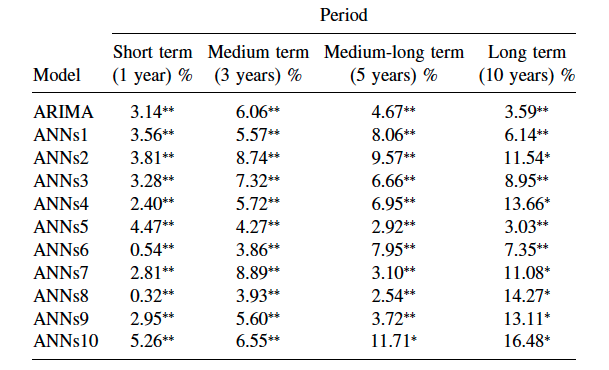 Period
Short term Medium term Medium-long term Long term
Model (1 year) % (3 years) % (5 years) % (10 years) %
ARIMA 3.14** 6.06** 4.67** 3.59**
ANNs1 3.56** 5.57** 8.06** 6.14**
ANNs2 3.81** 8.74** 9.57** 11.54*
ANNs3 3.28** 7.32** 6.66** 8.95**
ANNs4 2.40** 5.72** 6.95** 13.66*
ANNs5 4.47** 4.27** 2.92** 3.03**
ANNs6 0.54** 3.86** 7.95** 7.35**
ANNs7 2.81** 8.89** 3.10** 11.08*
ANNs8 0.32** 3.93** 2.54** 14.27*
ANNs9 2.95** 5.60** 3.72** 13.11*
ANNs10 5.26** 6.55** 11.71* 16.48*